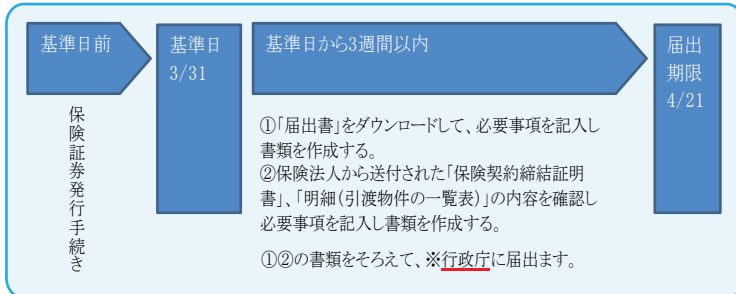 基準日前
保険証券発行手続き
基準日
3/31
基準日から3週間以内
①「届出書」をダウンロードして、必要事項を記入し
書類を作成する。
②保険法人から送付された「保険契約締結証明
書」、「明細(引渡物件の一覧表)」の内容を確認し
必要事項を記入し書類を作成する。
①②の書類をそろえて、※行政庁に届出ます。
届出
期限
4/21